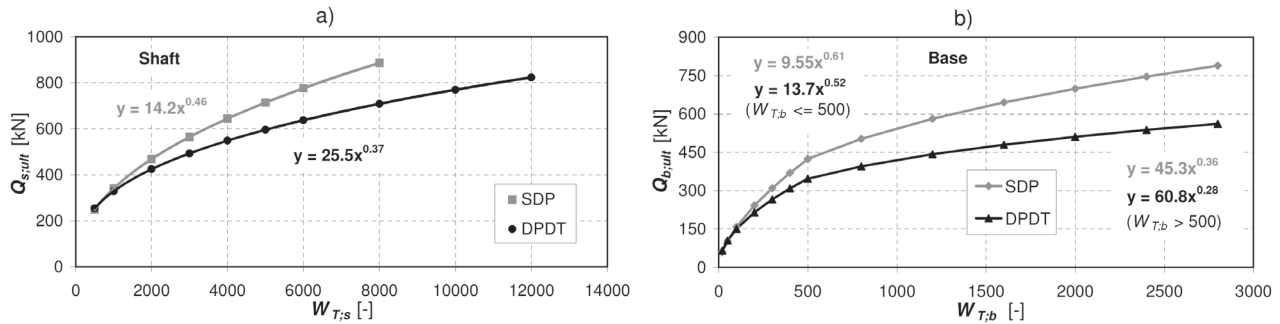 a)
1000
800
600
400
200
0
Q s;ult [kN]
Shaft
y = 14.2x^0.46
y = 25.5x^0.37
SDP
DPDT
0 2000 4000 6000 8000 10000 12000 14000
W T;s [-]
b)
900
750
600
450
300
150
0
Q b;ult [kN]
y = 9.55x^0.61
Base
y = 13.7x^0.52
(W T;b <= 500)
SDP
DPDT
y = 45.3x^0.36
y = 60.8x^0.28
(W T;b > 500)
0 500 1000 1500 2000 2500 3000
W T;b [-]